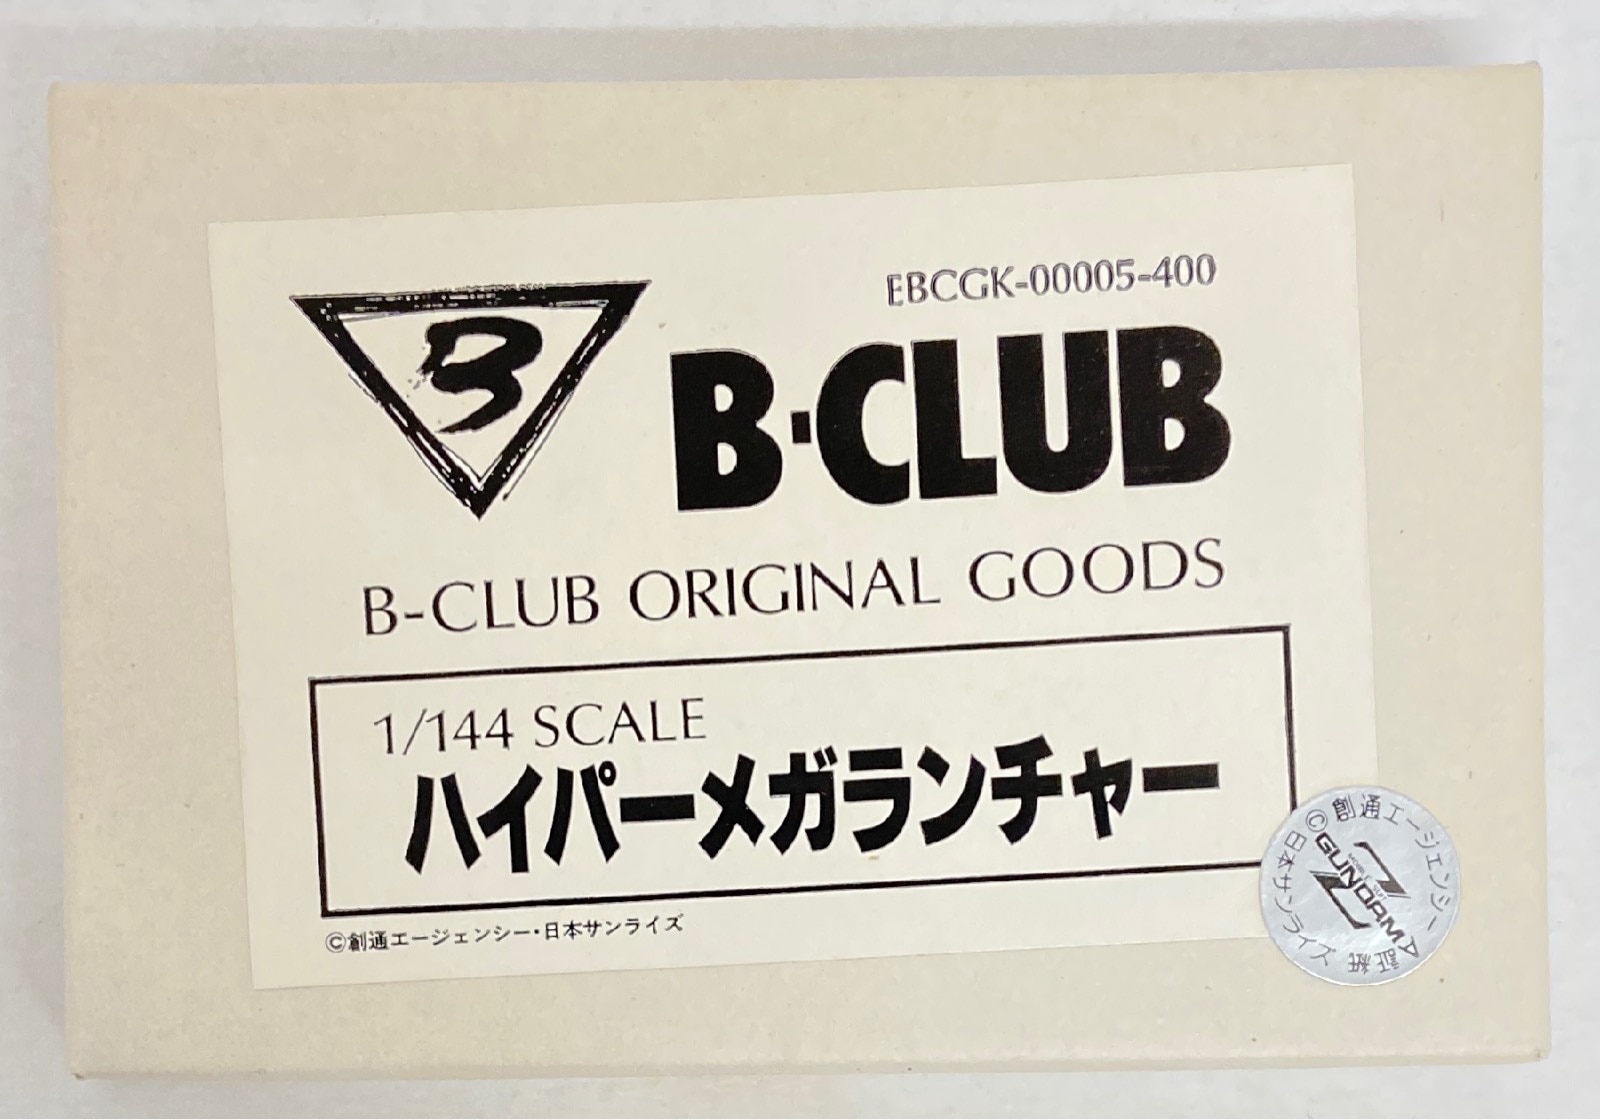 EBCGK-00005-400
B
B·CLUB
B-CLUB ORIGINAL GOODS
1/144 SCALE
ハイパーメガランチャー
©創通エージェンシー・日本サンライズ
©創通エージェンシー
日本サンライズ
証紙
Z
GUNDAM